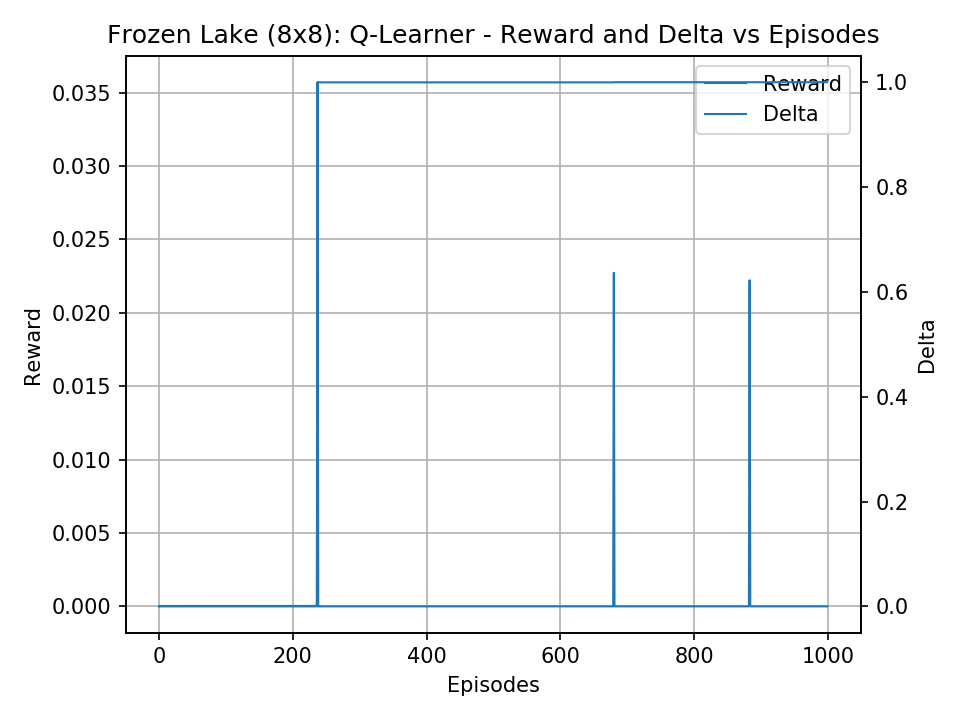 Frozen Lake (8x8): Q-Learner - Reward and Delta vs Episodes
Reward
Delta
0.035
0.030
0.025
0.020
0.015
0.010
0.005
0.000
Reward
1.0
0.8
0.6
0.4
0.2
0.0
Delta
0 200 400 600 800 1000
Episodes